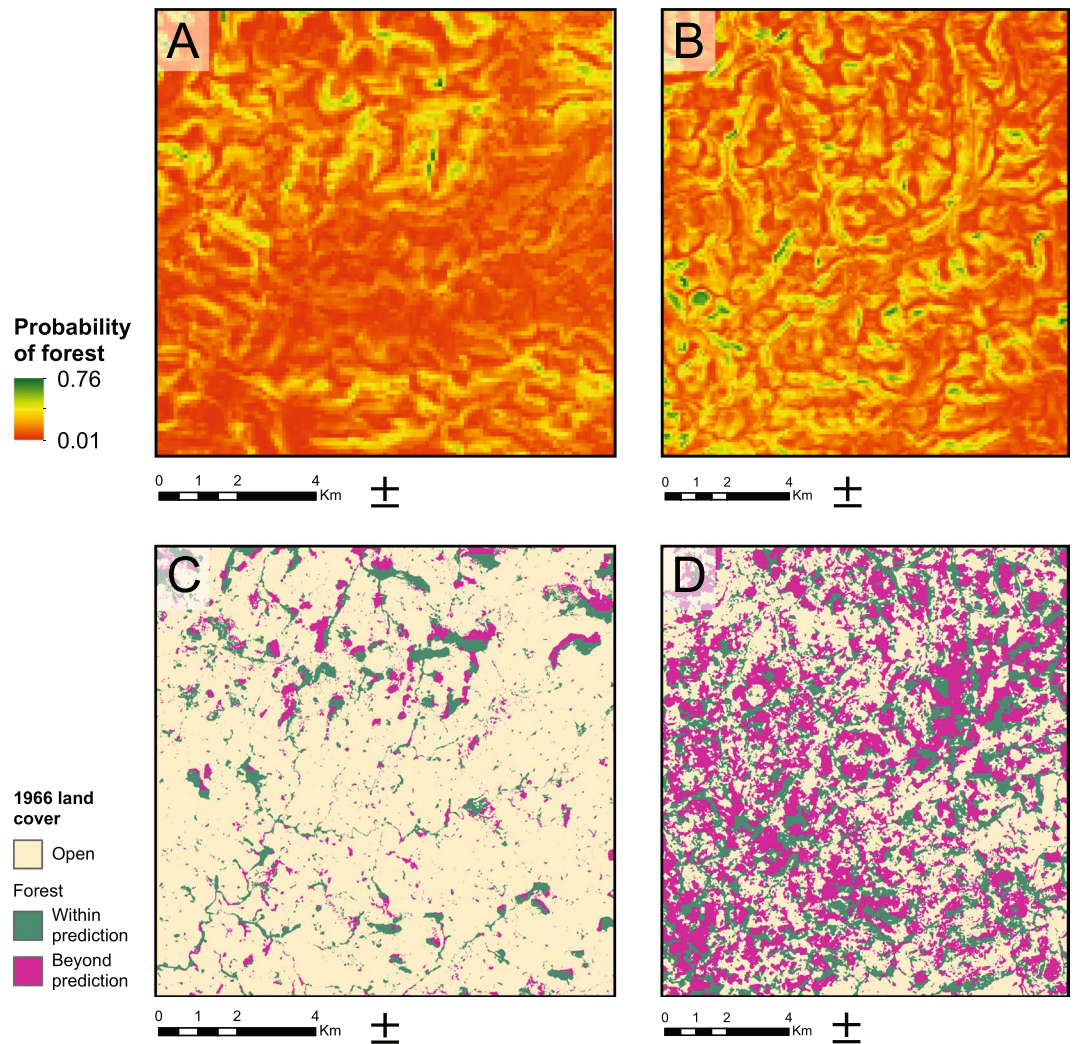 A
B
Probability
of forest
0.76
0.01
0 1 2 4
Km
0 1 2 4
Km
C
D
1966 land
cover
Open
Forest
Within
prediction
Beyond
prediction
0 1 2 4
Km
0 1 2 4
Km